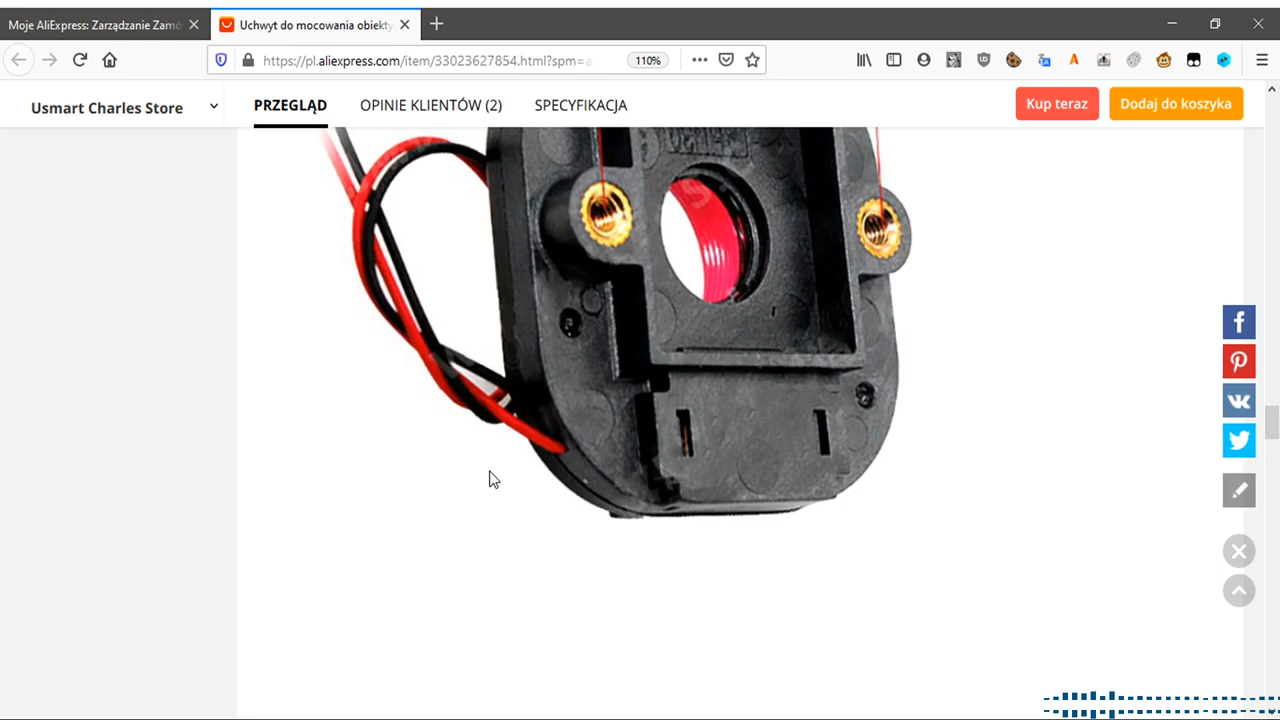 Moje AliExpress: Zarządzanie Zamó
Uchwyt do mocowania obiekty
https://pl.aliexpress.com/item/33023627854.html?spm=a
110%
Usmart Charles Store
PRZEGLĄD
OPINIE KLIENTÓW (2)
SPECYFIKACJA
Kup teraz
Dodaj do koszyka